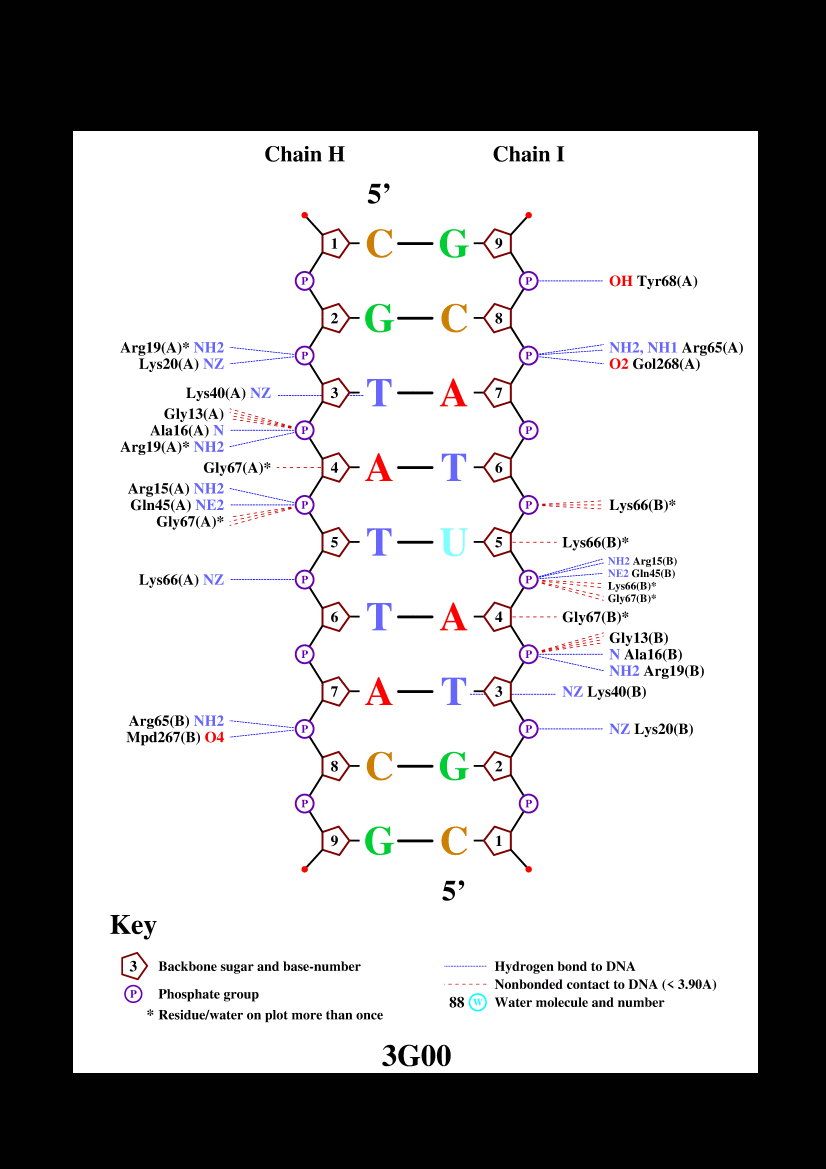 Chain H Chain I
5’
1 C G 9
P P OH Tyr68(A)
2 G C 8
Arg19(A)* NH2 P P NH2, NH1 Arg65(A)
Lys20(A) NZ O2 Gol268(A)
Lys40(A) NZ 3 T A 7
Gly13(A)
Ala16(A) N P P
Arg19(A)* NH2
Gly67(A)* 4 A T 6
Arg15(A) NH2
Gln45(A) NE2 P P Lys66(B)*
Gly67(A)*
5 T U 5 Lys66(B)*
NH2 Arg15(B)
NE2 Gln45(B)
Lys66(A) NZ P P Lys66(B)*
Gly67(B)*
6 T A 4 Gly67(B)*
Gly13(B)
P P N Ala16(B)
NH2 Arg19(B)
7 A T 3 NZ Lys40(B)
Arg65(B) NH2 P P NZ Lys20(B)
Mpd267(B) O4
8 C G 2
P P
9 G C 1
5’
Key
3 Backbone sugar and base-number
P Phosphate group
* Residue/water on plot more than once
Hydrogen bond to DNA
Nonbonded contact to DNA (< 3.90A)
88 W Water molecule and number
3G00